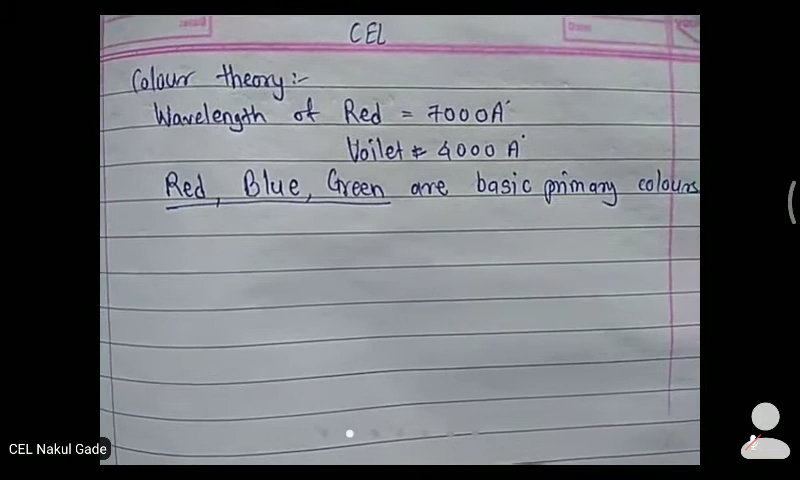 CEL
Colour theory :-
Wavelength of Red = 7000A°
Voilet = 4000 A°
Red, Blue, Green are basic primary colours
CEL Nakul Gade